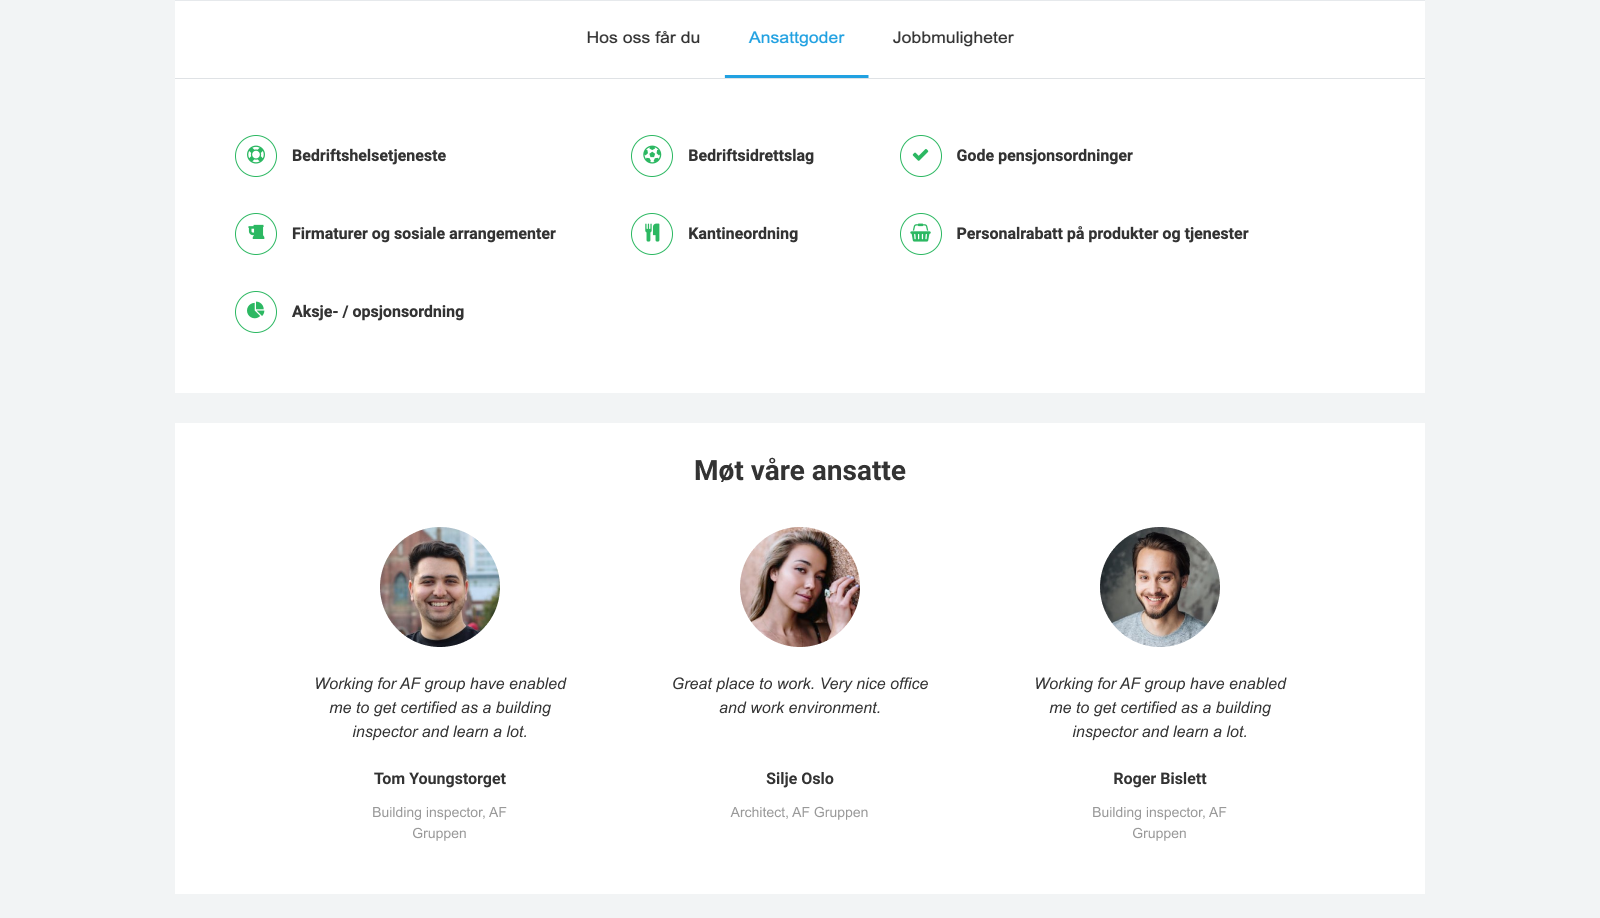 Hos oss får du
Ansattgoder
Jobbmuligheter
Bedriftshelsetjeneste
Bedriftsidrettslag
Gode pensjonsordninger
Firmaturer og sosiale arrangementer
Kantineordning
Personalrabatt på produkter og tjenester
Aksje- / opsjonsordning
Møt våre ansatte
Working for AF group have enabled
me to get certified as a building
inspector and learn a lot.
Tom Youngstorget
Building inspector, AF
Gruppen
Great place to work. Very nice office
and work environment.
Silje Oslo
Architect, AF Gruppen
Working for AF group have enabled
me to get certified as a building
inspector and learn a lot.
Roger Bislett
Building inspector, AF
Gruppen